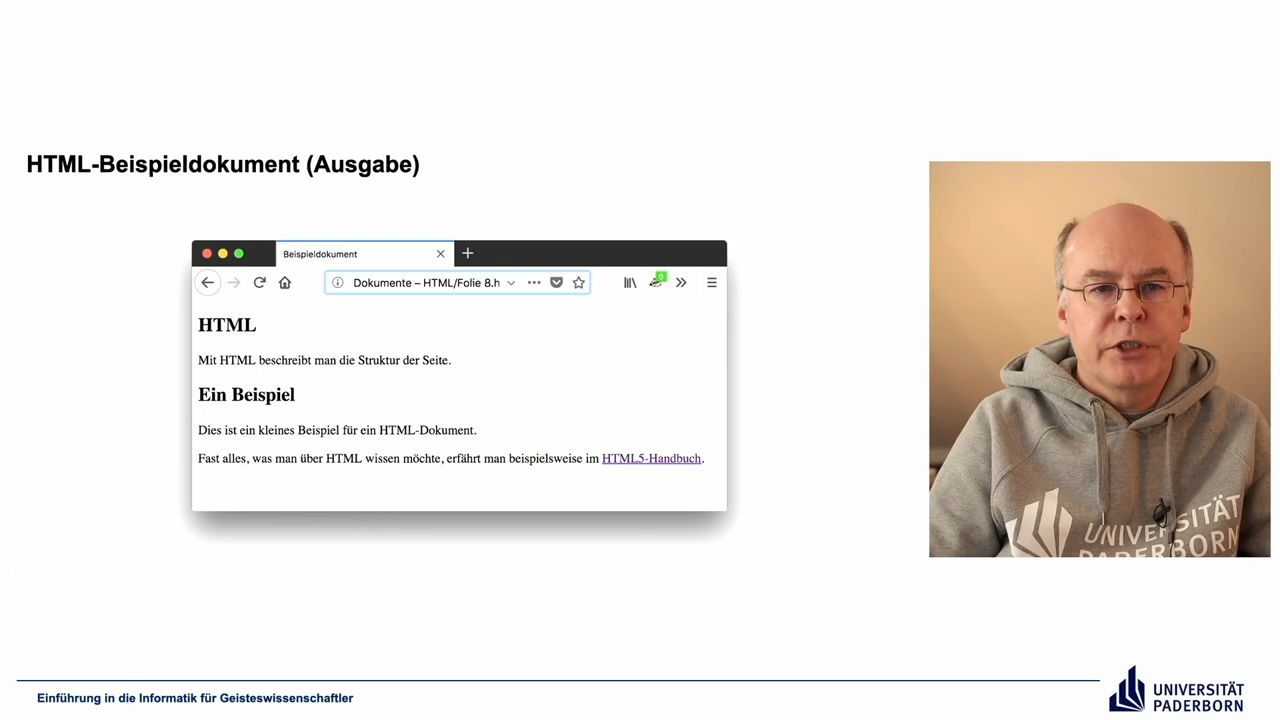 HTML-Beispieldokument (Ausgabe)
Beispieldokument
Dokumente – HTML/Folie 8.h
0
HTML
Mit HTML beschreibt man die Struktur der Seite.
Ein Beispiel
Dies ist ein kleines Beispiel für ein HTML-Dokument.
Fast alles, was man über HTML wissen möchte, erfährt man beispielsweise im HTML5-Handbuch.
UNIVERSITÄT
PADERBORN
Einführung in die Informatik für Geisteswissenschaftler
UNIVERSITÄT
PADERBORN